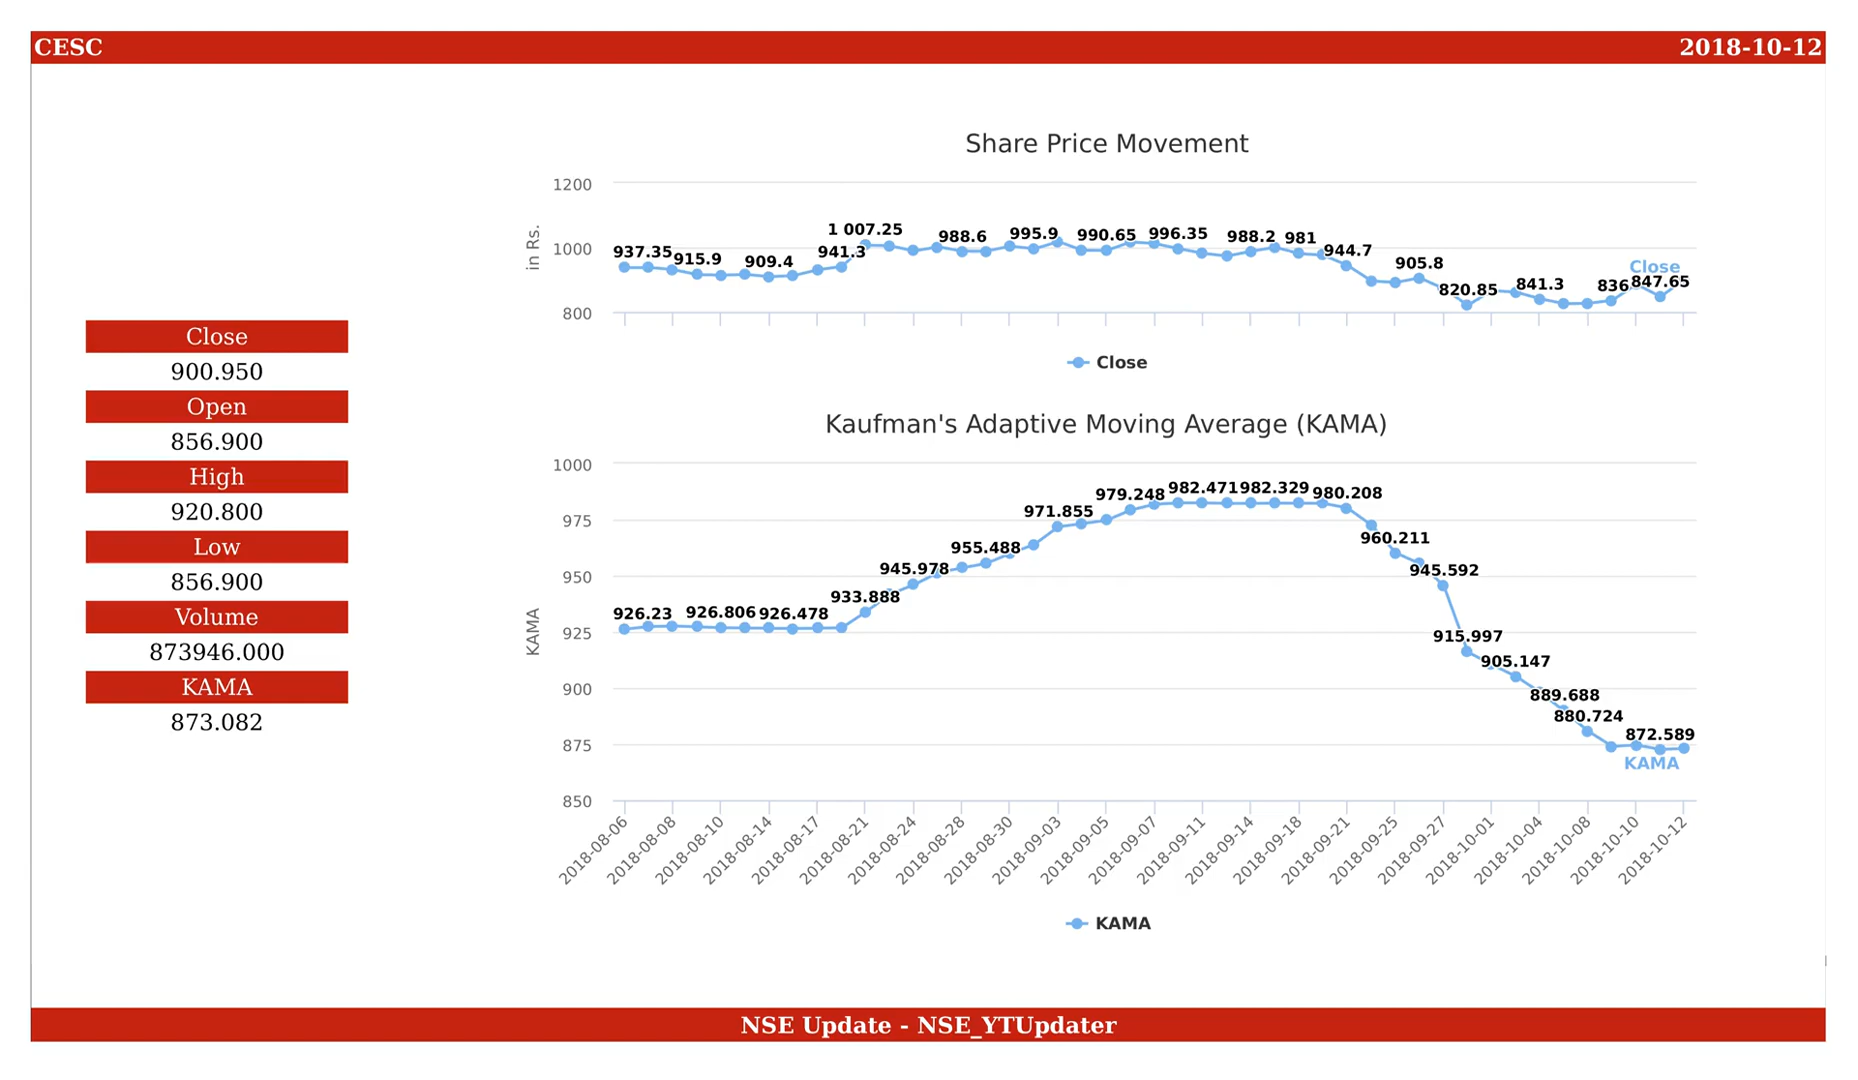 CESC 2018-10-12
Close
900.950
Open
856.900
High
920.800
Low
856.900
Volume
873946.000
KAMA
873.082
Share Price Movement
in Rs.
1200
1000
800
937.35 915.9 909.4 941.3 1 007.25 988.6 995.9 990.65 996.35 988.2 981 944.7 905.8 820.85 841.3 836 847.65
Close
Close
Kaufman's Adaptive Moving Average (KAMA)
KAMA
1000
975
950
925
900
875
850
926.23 926.806 926.478 933.888 945.978 955.488 971.855 979.248 982.471 982.329 980.208 960.211 945.592 915.997 905.147 889.688 880.724 872.589
KAMA
2018-08-06 2018-08-08 2018-08-10 2018-08-14 2018-08-17 2018-08-21 2018-08-24 2018-08-28 2018-08-30 2018-09-03 2018-09-05 2018-09-07 2018-09-11 2018-09-14 2018-09-18 2018-09-21 2018-09-25 2018-09-27 2018-10-01 2018-10-04 2018-10-08 2018-10-10 2018-10-12
KAMA
NSE Update - NSE_YTUpdater